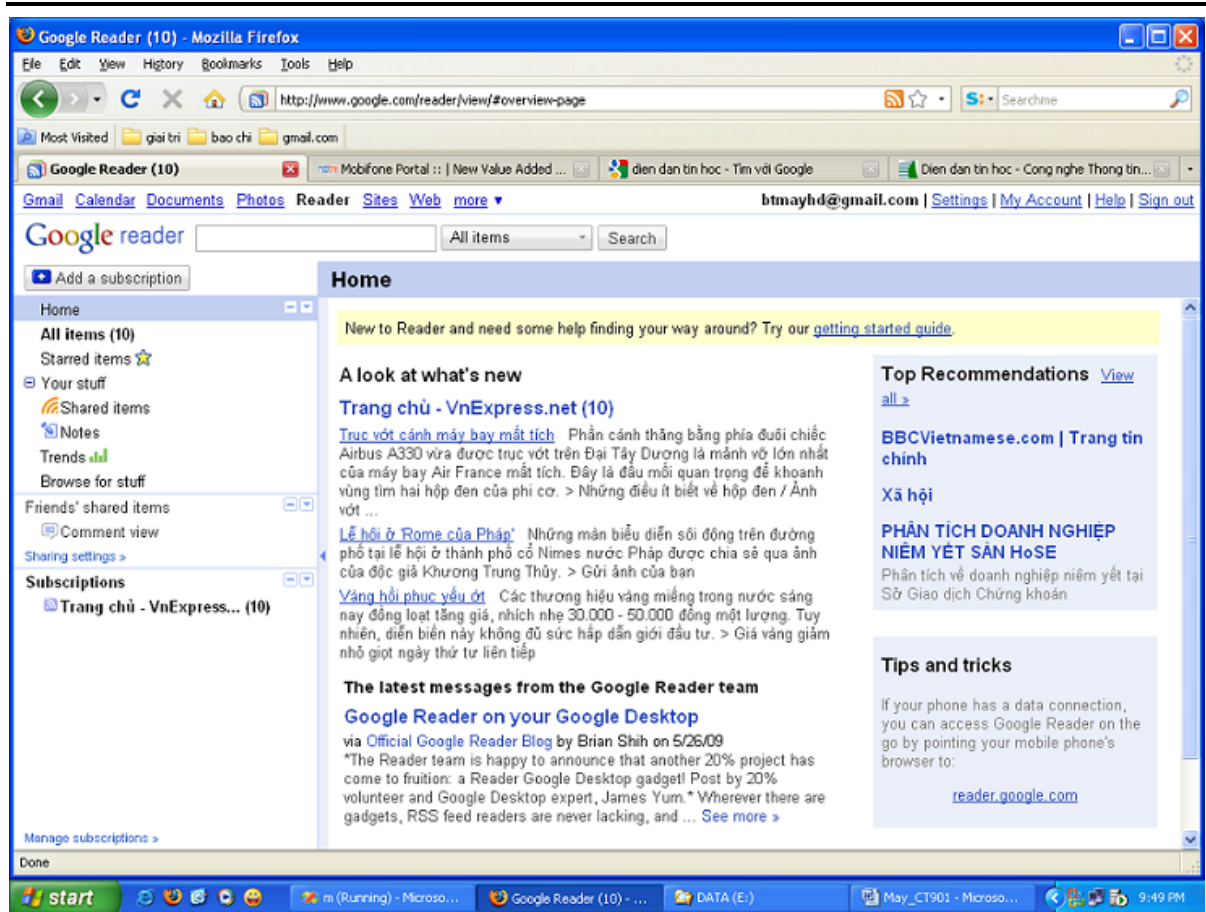 Google Reader (10) - Mozilla Firefox
File Edit View History Bookmarks Tools Help
http://www.google.com/reader/view/#overview-page
Searchme
Most Visited giai tri bao chi gmail.com
Google Reader (10)
Mobifone Portal :: | New Value Added ...
dien dan tin hoc - Tìm với Google
Dien dan tin hoc - Cong nghe Thong tin...
Gmail Calendar Documents Photos Reader Sites Web more ▼
btmayhd@gmail.com | Settings | My Account | Help | Sign out
Google reader
All items
Search
Add a subscription
Home
All items (10)
Starred items
Your stuff
Shared items
Notes
Trends
Browse for stuff
Friends' shared items
Comment view
Sharing settings »
Subscriptions
Trang chủ - VnExpress... (10)
Manage subscriptions »
Home
New to Reader and need some help finding your way around? Try our getting started guide.
A look at what's new
Trang chủ - VnExpress.net (10)
Trục vớt cánh máy bay mất tích Phần cánh thăng bằng phía đuôi chiếc
Airbus A330 vừa được trục vớt trên Đại Tây Dương là mảnh vỡ lớn nhất
của máy bay Air France mất tích. Đây là đầu mối quan trọng để khoanh
vùng tìm hai hộp đen của phi cơ. > Những điều ít biết về hộp đen / Ảnh
vớt ...
Lễ hội ở 'Rome của Pháp' Những màn biểu diễn sôi động trên đường
phố tại lễ hội ở thành phố cổ Nimes nước Pháp được chia sẻ qua ảnh
của độc giả Khương Trung Thủy. > Gửi ảnh của bạn
Vàng hồi phục yếu ớt Các thương hiệu vàng miếng trong nước sáng
nay đồng loạt tăng giá, nhích nhẹ 30.000 - 50.000 đồng một lượng. Tuy
nhiên, diễn biến này không đủ sức hấp dẫn giới đầu tư. > Giá vàng giảm
nhỏ giọt ngày thứ tư liên tiếp
The latest messages from the Google Reader team
Google Reader on your Google Desktop
via Official Google Reader Blog by Brian Shih on 5/26/09
"The Reader team is happy to announce that another 20% project has
come to fruition: a Reader Google Desktop gadget! Post by 20%
volunteer and Google Desktop expert, James Yum.* Wherever there are
gadgets, RSS feed readers are never lacking, and ... See more »
Top Recommendations View
all »
BBCVietnamese.com | Trang tin
chính
Xã hội
PHÂN TÍCH DOANH NGHIỆP
NIÊM YẾT SÀN HoSE
Phân tích về doanh nghiệp niêm yết tại
Sở Giao dịch Chứng khoán
Tips and tricks
If your phone has a data connection,
you can access Google Reader on the
go by pointing your mobile phone's
browser to:
reader.google.com
Done
start
m (Running) - Microso...
Google Reader (10) - ...
DATA (E:)
May_CT901 - Microso...
9:49 PM